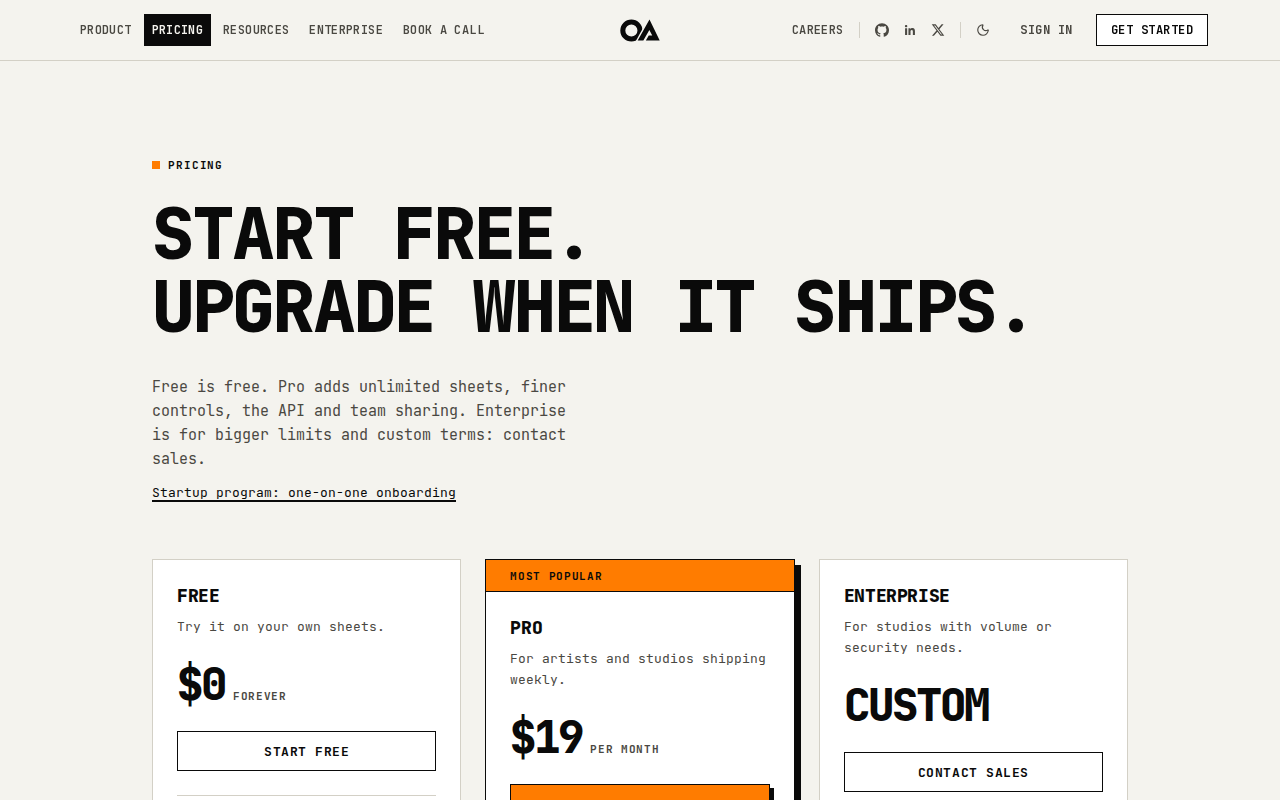 PRODUCT PRICING RESOURCES ENTERPRISE BOOK A CALL OA CAREERS SIGN IN GET STARTED
PRICING
START FREE.
UPGRADE WHEN IT SHIPS.
Free is free. Pro adds unlimited sheets, finer
controls, the API and team sharing. Enterprise
is for bigger limits and custom terms: contact
sales.
Startup program: one-on-one onboarding
FREE
Try it on your own sheets.
$0 FOREVER
START FREE
MOST POPULAR
PRO
For artists and studios shipping
weekly.
$19 PER MONTH
ENTERPRISE
For studios with volume or
security needs.
CUSTOM
CONTACT SALES